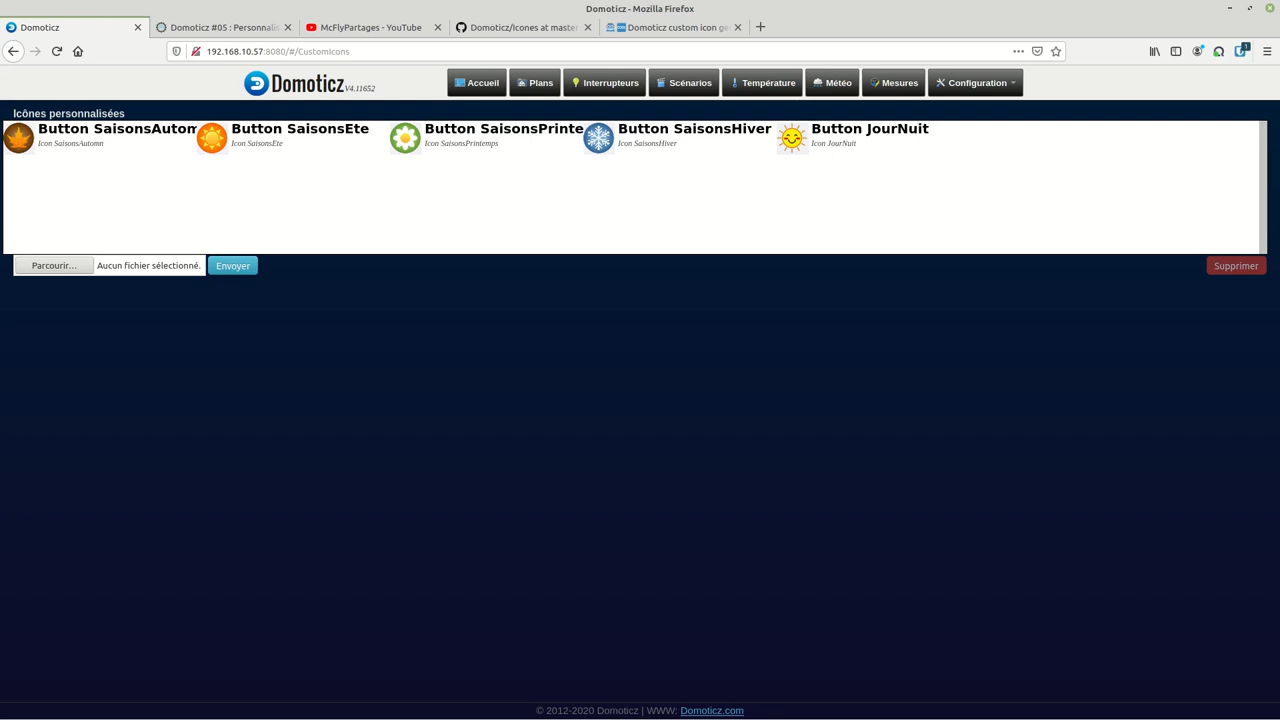 Domoticz - Mozilla Firefox
Domoticz
Domoticz #05 : Personnalis
McFlyPartages - YouTube
Domoticz/Icones at master
Domoticz custom icon ge
192.168.10.57:8080/#/CustomIcons
1
Domoticz V4.11652
Accueil
Plans
Interrupteurs
Scénarios
Température
Météo
Mesures
Configuration
Icônes personnalisées
Button SaisonsAutom
Icon SaisonsAutomn
Button SaisonsEte
Icon SaisonsEte
Button SaisonsPrinte
Icon SaisonsPrintemps
Button SaisonsHiver
Icon SaisonsHiver
Button JourNuit
Icon JourNuit
Parcourir... Aucun fichier sélectionné. Envoyer
Supprimer
© 2012-2020 Domoticz | WWW: Domoticz.com